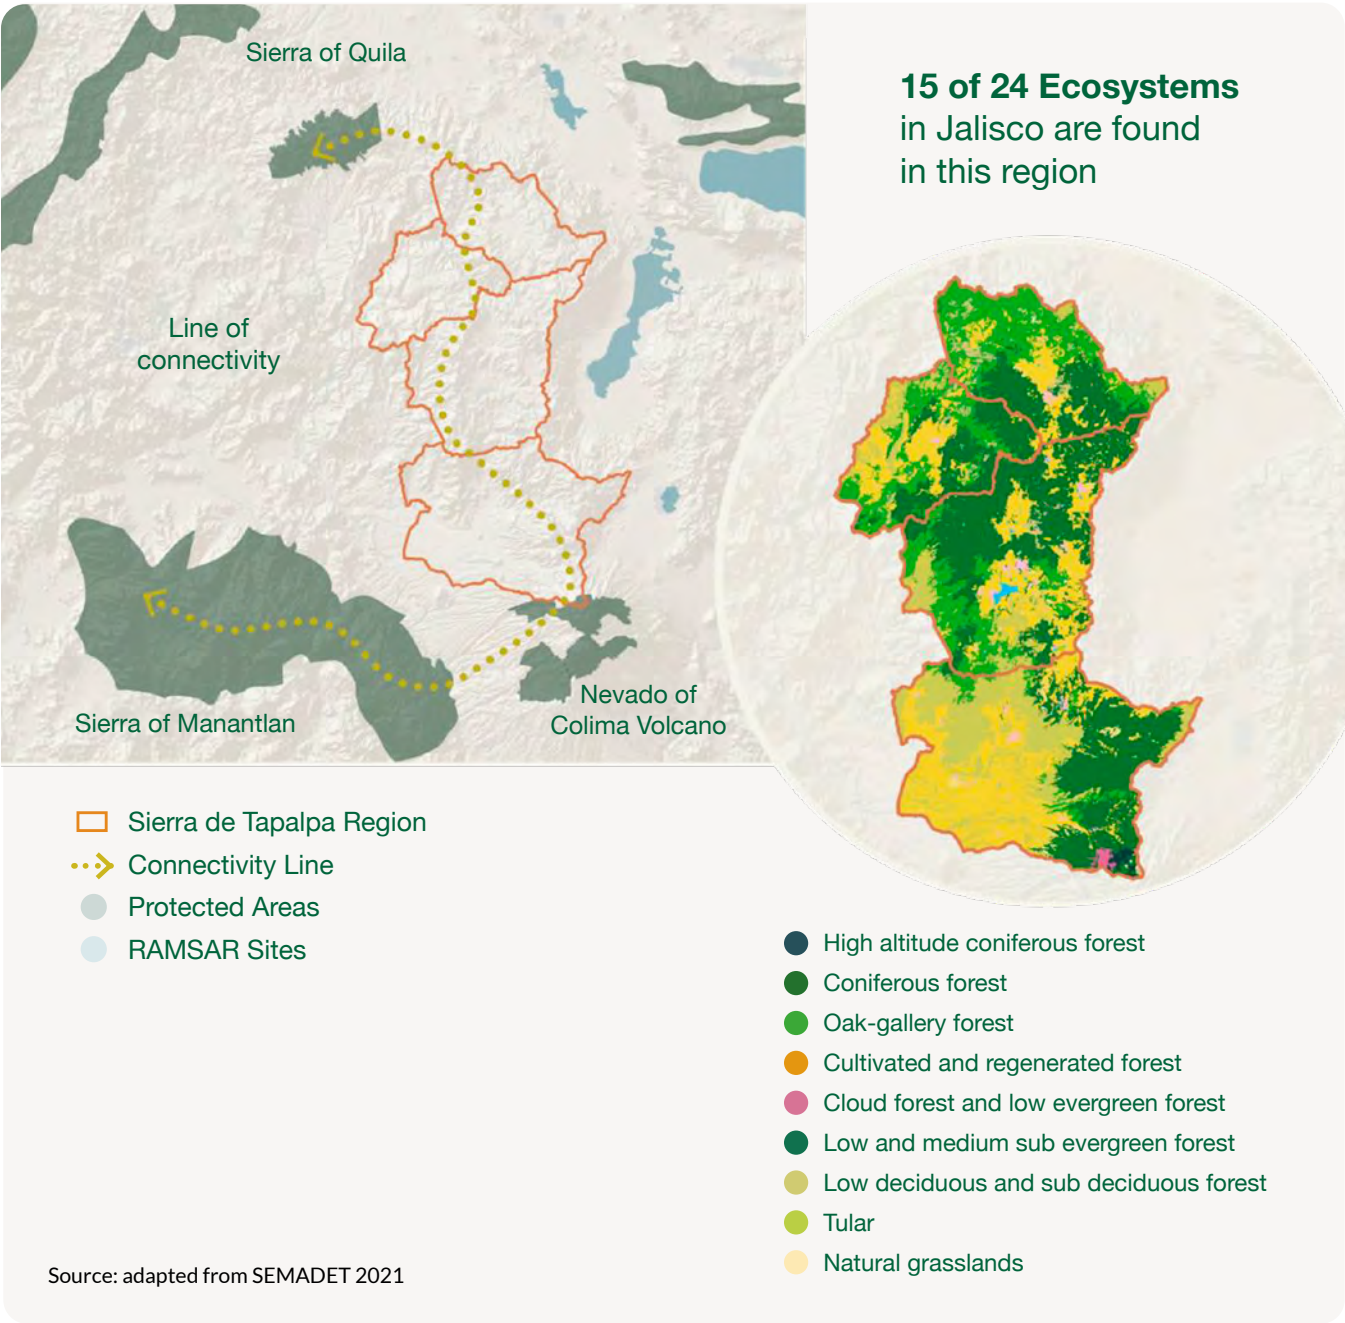 Sierra of Quila
15 of 24 Ecosystems
in Jalisco are found
in this region
Line of
connectivity
Nevado of
Colima Volcano
Sierra of Manantlan
Sierra de Tapalpa Region
Connectivity Line
Protected Areas
RAMSAR Sites
High altitude coniferous forest
Coniferous forest
Oak-gallery forest
Cultivated and regenerated forest
Cloud forest and low evergreen forest
Low and medium sub evergreen forest
Low deciduous and sub deciduous forest
Tular
Natural grasslands
Source: adapted from SEMADET 2021